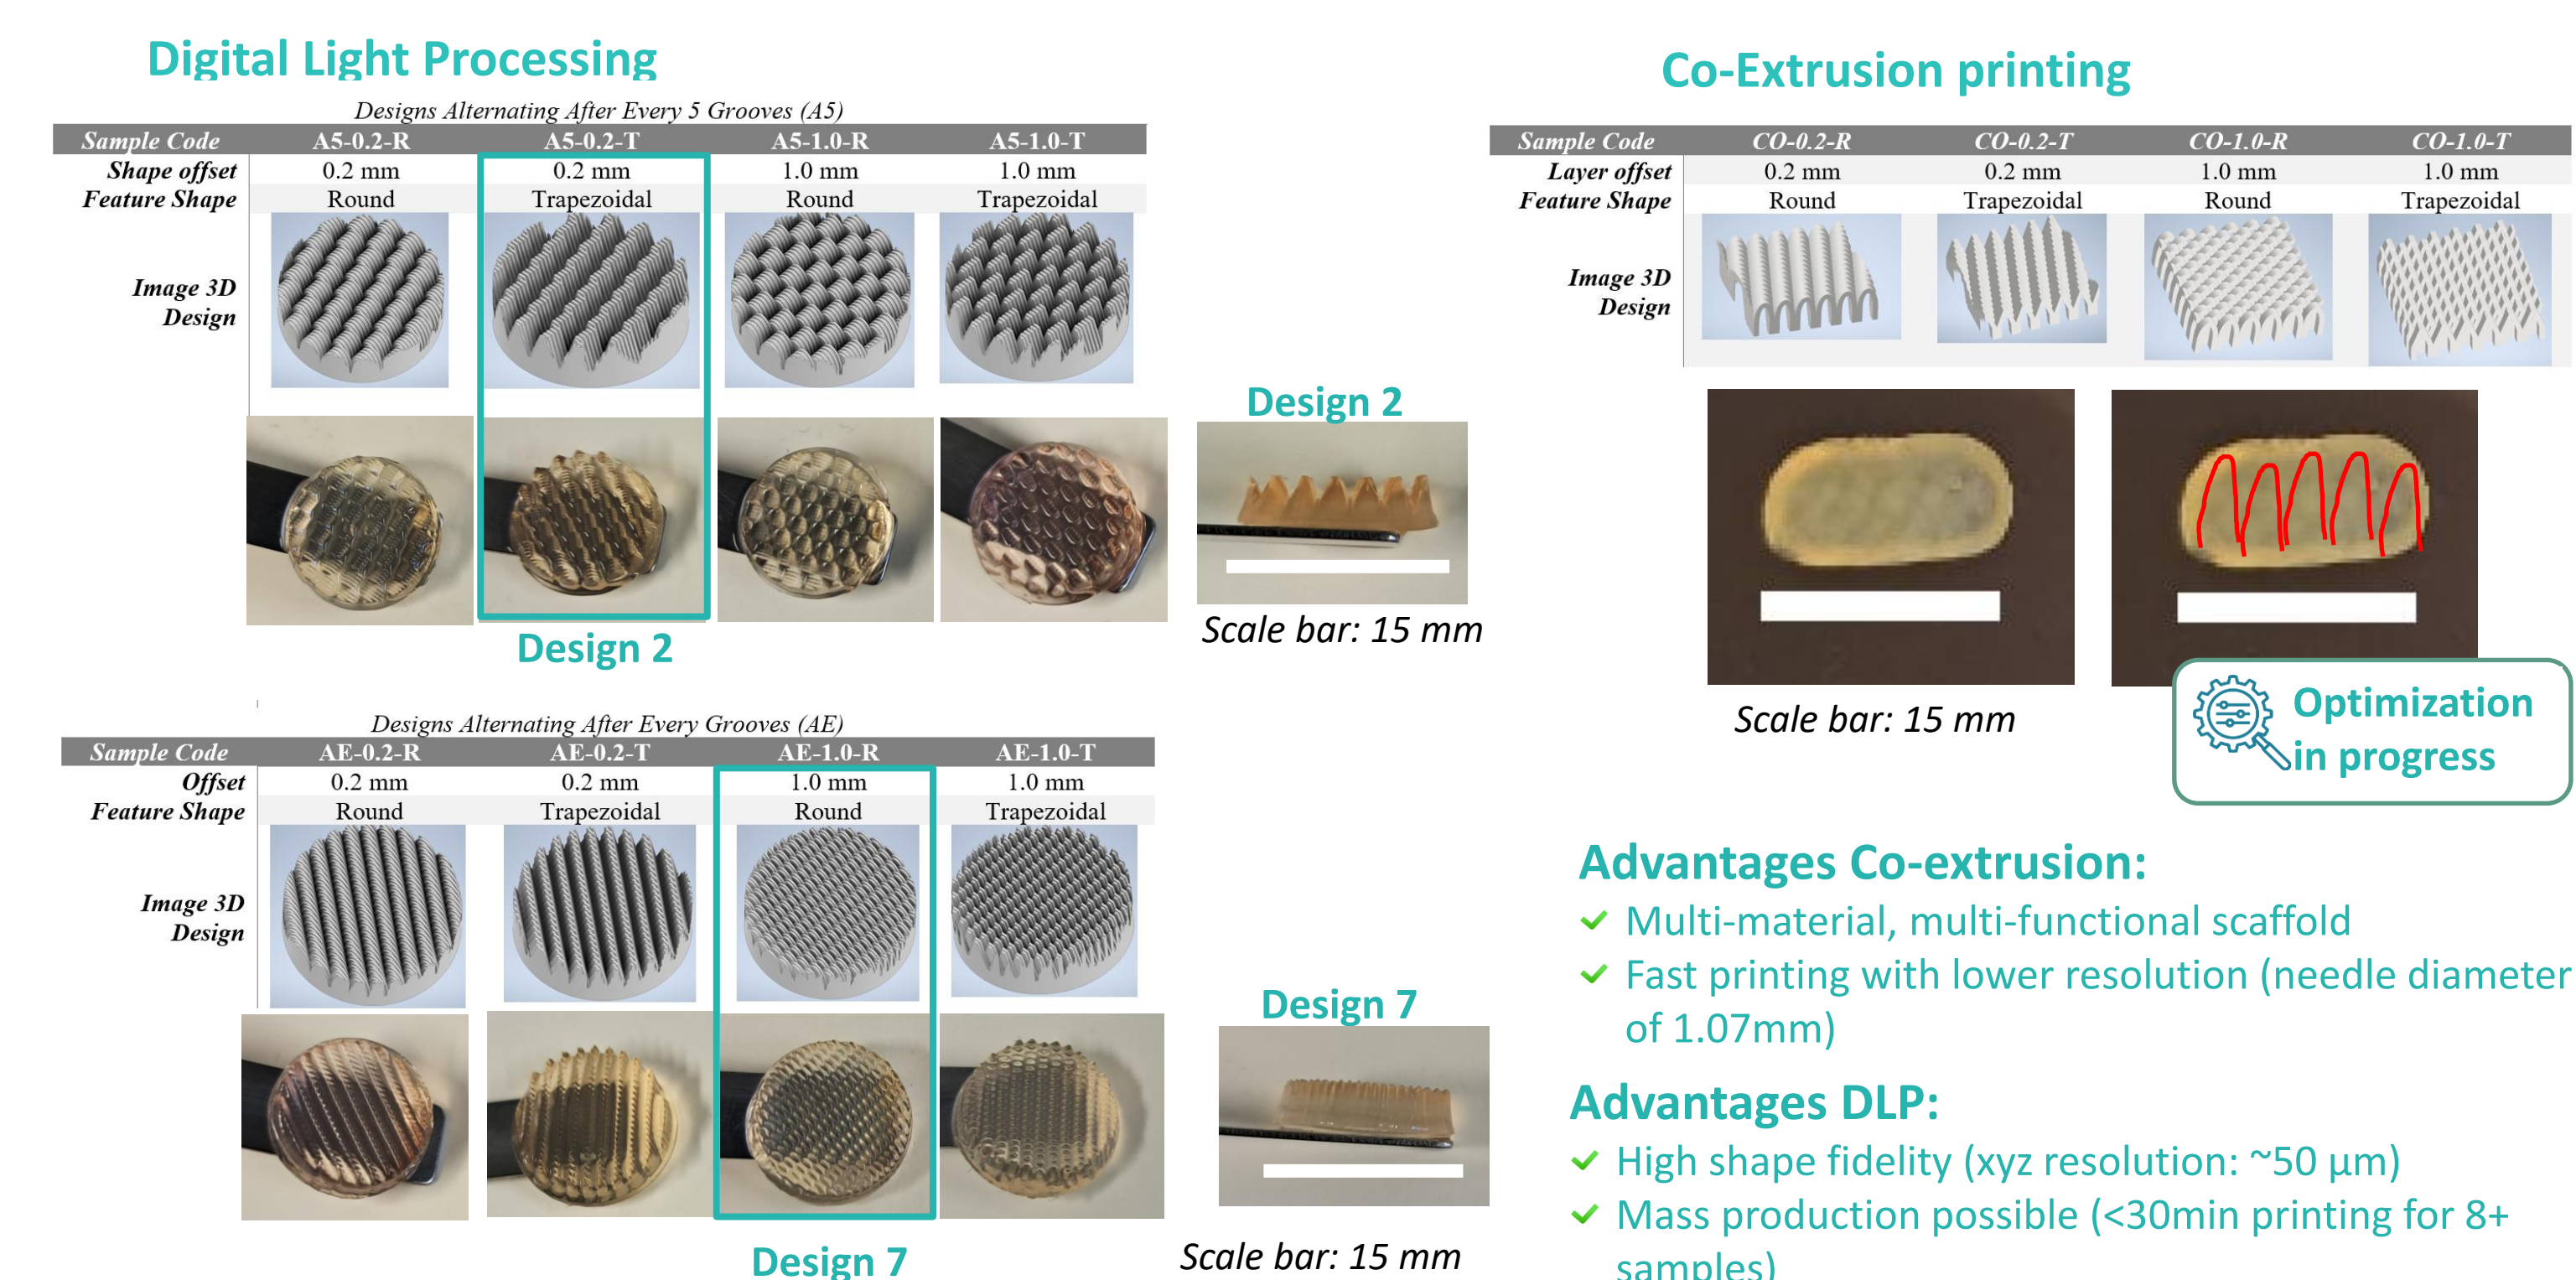 Digital Light Processing
Designs Alternating After Every 5 Grooves (A5)
Sample Code A5-0.2-R A5-0.2-T A5-1.0-R A5-1.0-T
Shape offset 0.2 mm 0.2 mm 1.0 mm 1.0 mm
Feature Shape Round Trapezoidal Round Trapezoidal
Image 3D
Design
Design 2
Design 2
Scale bar: 15 mm
Designs Alternating After Every Grooves (AE)
Sample Code AE-0.2-R AE-0.2-T AE-1.0-R AE-1.0-T
Offset 0.2 mm 0.2 mm 1.0 mm 1.0 mm
Feature Shape Round Trapezoidal Round Trapezoidal
Image 3D
Design
Design 7
Design 7
Scale bar: 15 mm
Co-Extrusion printing
Sample Code CO-0.2-R CO-0.2-T CO-1.0-R CO-1.0-T
Layer offset 0.2 mm 0.2 mm 1.0 mm 1.0 mm
Feature Shape Round Trapezoidal Round Trapezoidal
Image 3D
Design
Scale bar: 15 mm
Optimization
in progress
Advantages Co-extrusion:
Multi-material, multi-functional scaffold
Fast printing with lower resolution (needle diameter
of 1.07mm)
Advantages DLP:
High shape fidelity (xyz resolution: ~50 µm)
Mass production possible (<30min printing for 8+
samples)